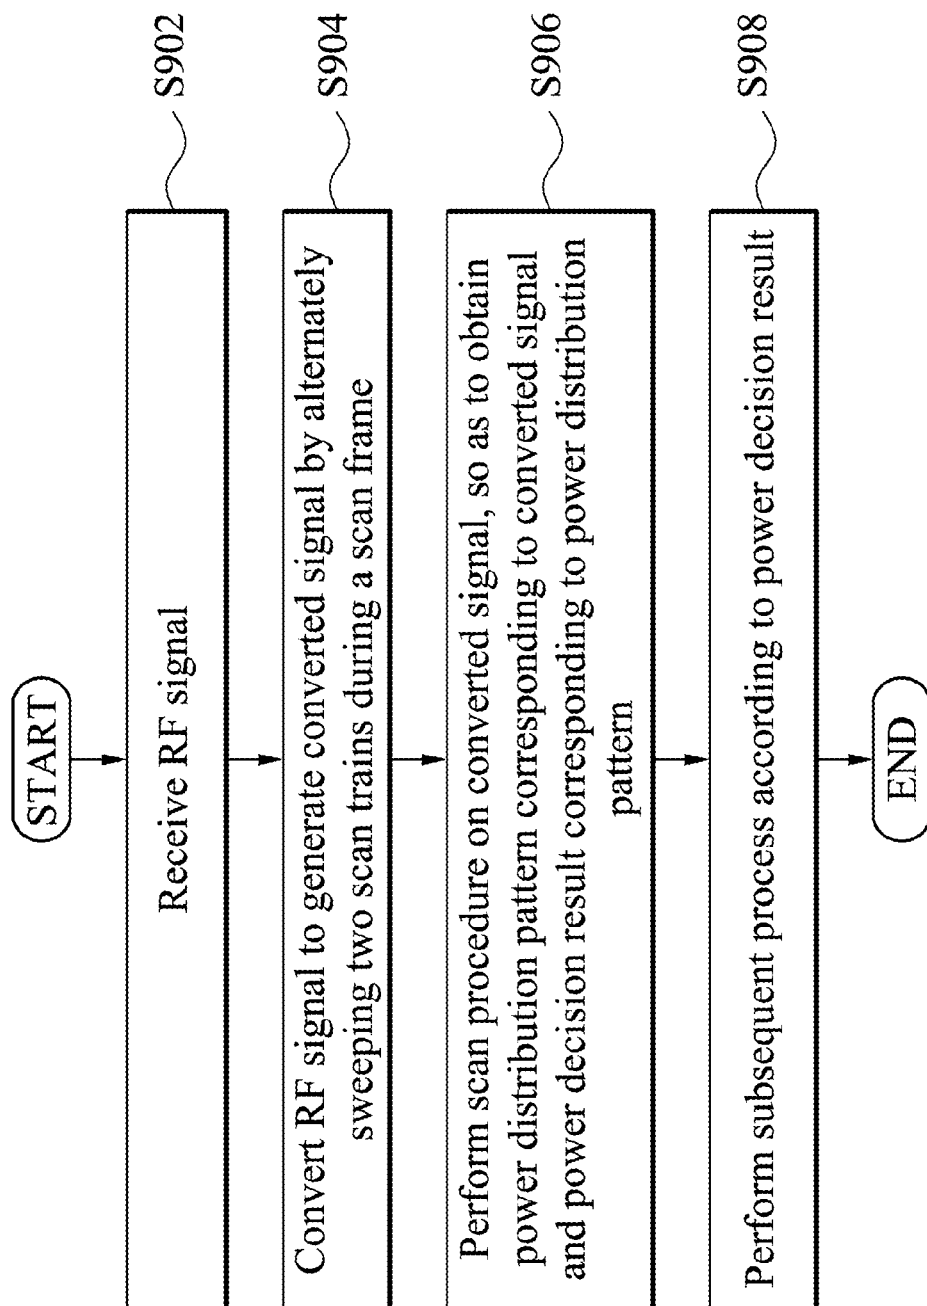 START
Receive RF signal
S902
Convert RF signal to generate converted signal by alternately
sweeping two scan trains during a scan frame
S904
Perform scan procedure on converted signal, so as to obtain
power distribution pattern corresponding to converted signal
and power decision result corresponding to power distribution
pattern
S906
Perform subsequent process according to power decision result
S908
END